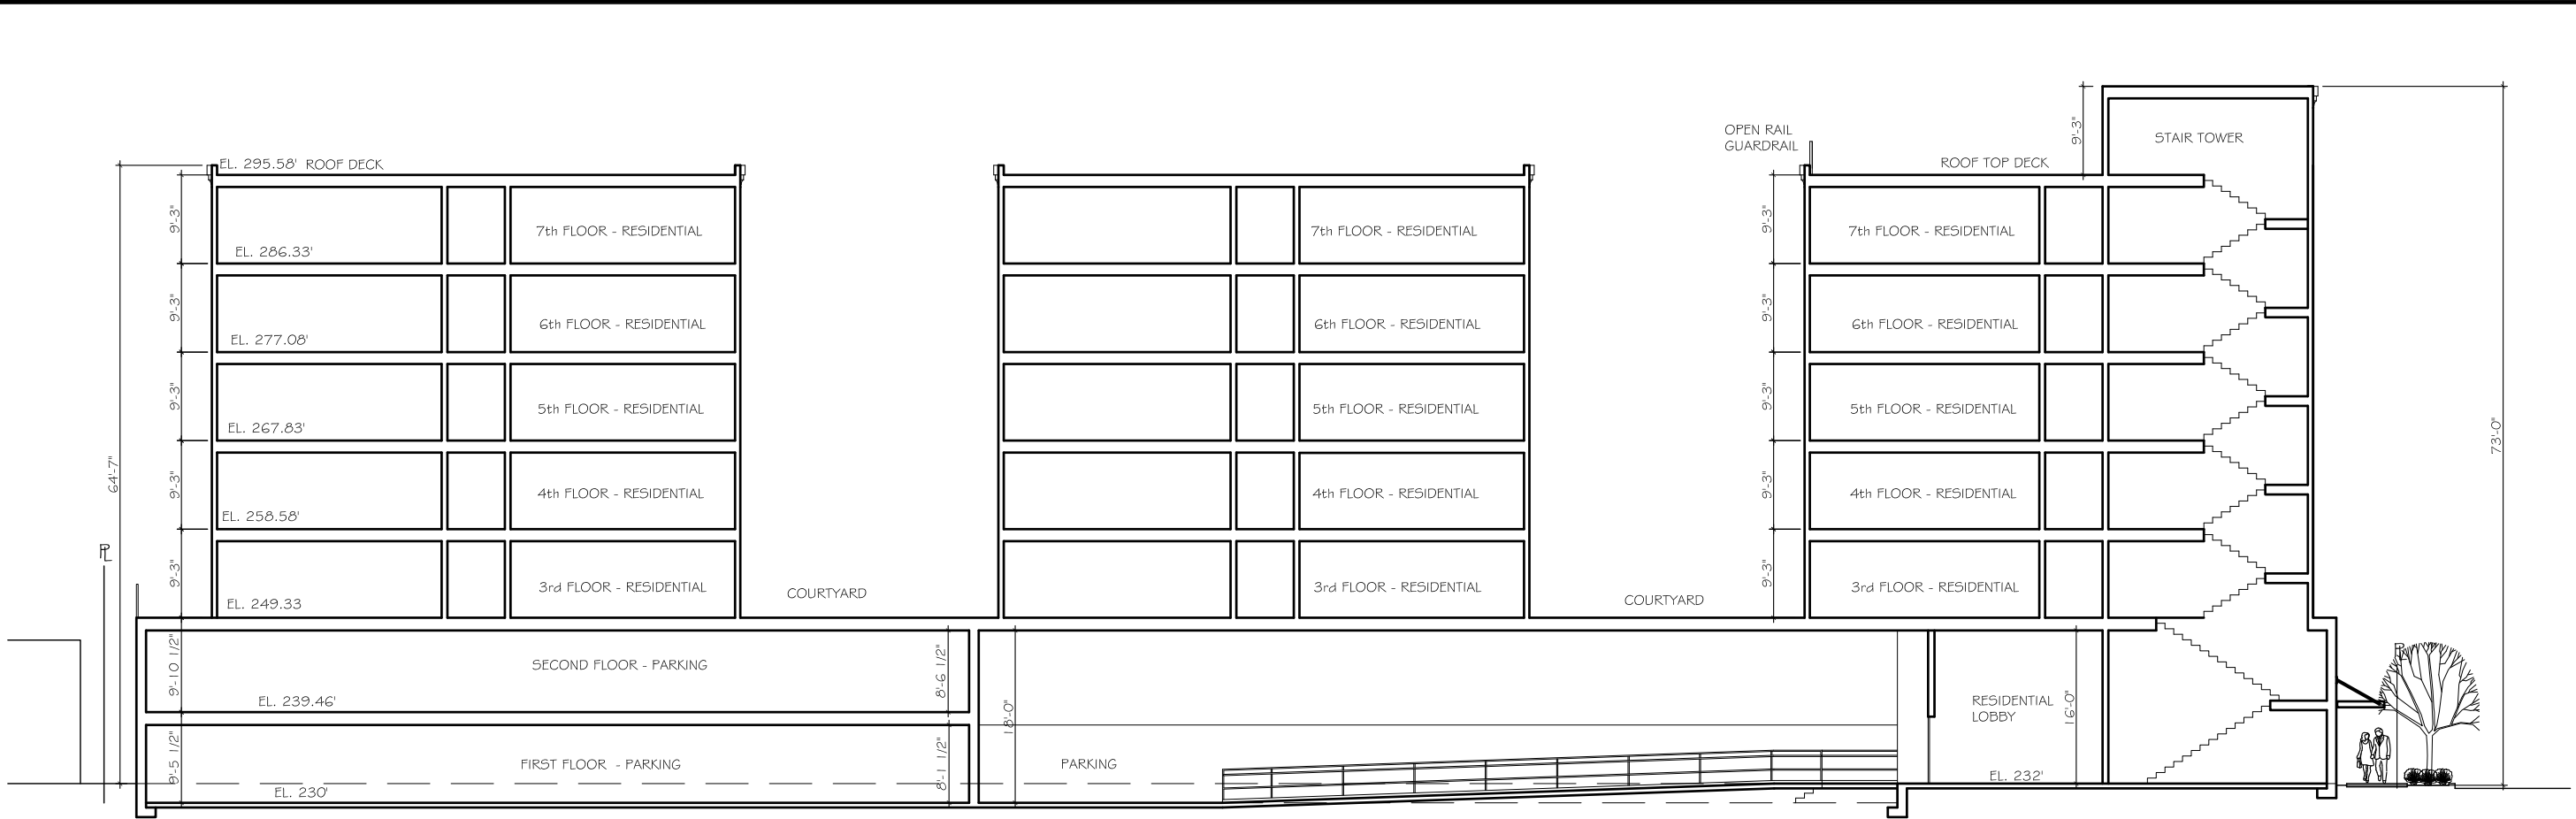 9'-3"
STAIR TOWER
OPEN RAIL
GUARDRAIL
EL. 295.58' ROOF DECK
ROOF TOP DECK
9'-3"
7th FLOOR - RESIDENTIAL
EL. 286.33'
7th FLOOR - RESIDENTIAL
9'-3"
7th FLOOR - RESIDENTIAL
9'-3"
6th FLOOR - RESIDENTIAL
EL. 277.08'
6th FLOOR - RESIDENTIAL
9'-3"
6th FLOOR - RESIDENTIAL
9'-3"
5th FLOOR - RESIDENTIAL
EL. 267.83'
5th FLOOR - RESIDENTIAL
9'-3"
5th FLOOR - RESIDENTIAL
73'-0"
64'-7"
9'-3"
4th FLOOR - RESIDENTIAL
EL. 258.58'
4th FLOOR - RESIDENTIAL
9'-3"
4th FLOOR - RESIDENTIAL
PL
9'-3"
3rd FLOOR - RESIDENTIAL
EL. 249.33
COURTYARD
3rd FLOOR - RESIDENTIAL
COURTYARD
9'-3"
3rd FLOOR - RESIDENTIAL
9'-10 1/2"
SECOND FLOOR - PARKING
8'-6 1/2"
EL. 239.46'
18'-0"
RESIDENTIAL
LOBBY
16'-0"
PL
9'-5 1/2"
FIRST FLOOR - PARKING
8'-1 1/2"
PARKING
EL. 230'
EL. 232'